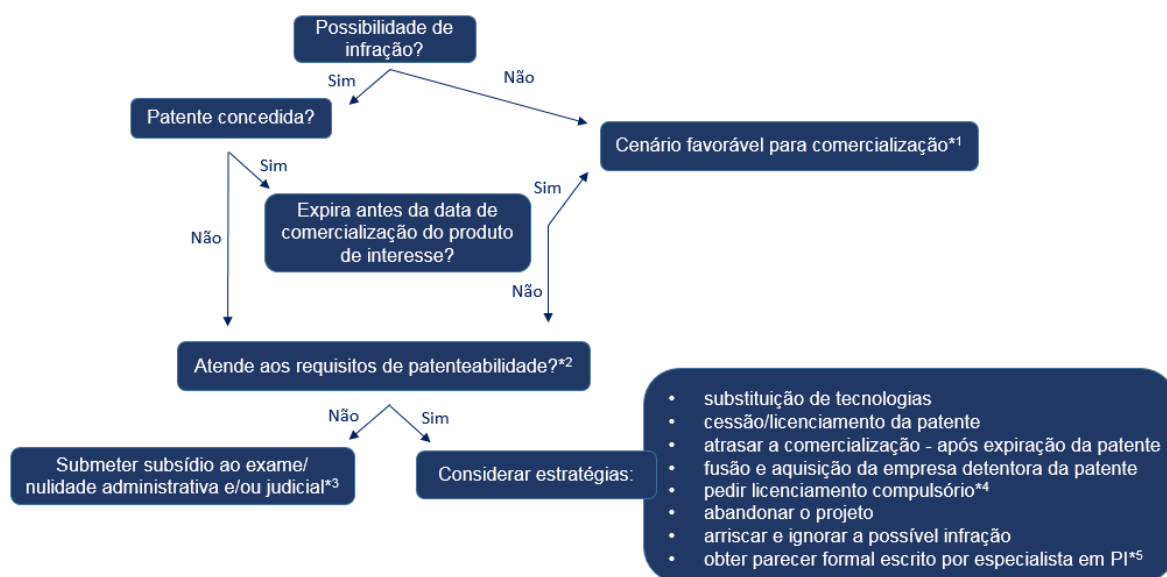 Possibilidade de
infração?
Sim
Não
Patente concedida?
Cenário favorável para comercialização*1
Sim
Sim
Expira antes da data de
comercialização do produto
de interesse?
Não
Não
Atende aos requisitos de patenteabilidade?*2
Não
Sim
Submeter subsídio ao exame/
nulidade administrativa e/ou judicial*3
Considerar estratégias:
• substituição de tecnologias
• cessão/licenciamento da patente
• atrasar a comercialização - após expiração da patente
• fusão e aquisição da empresa detentora da patente
• pedir licenciamento compulsório*4
• abandonar o projeto
• arriscar e ignorar a possível infração
• obter parecer formal escrito por especialista em PI*5